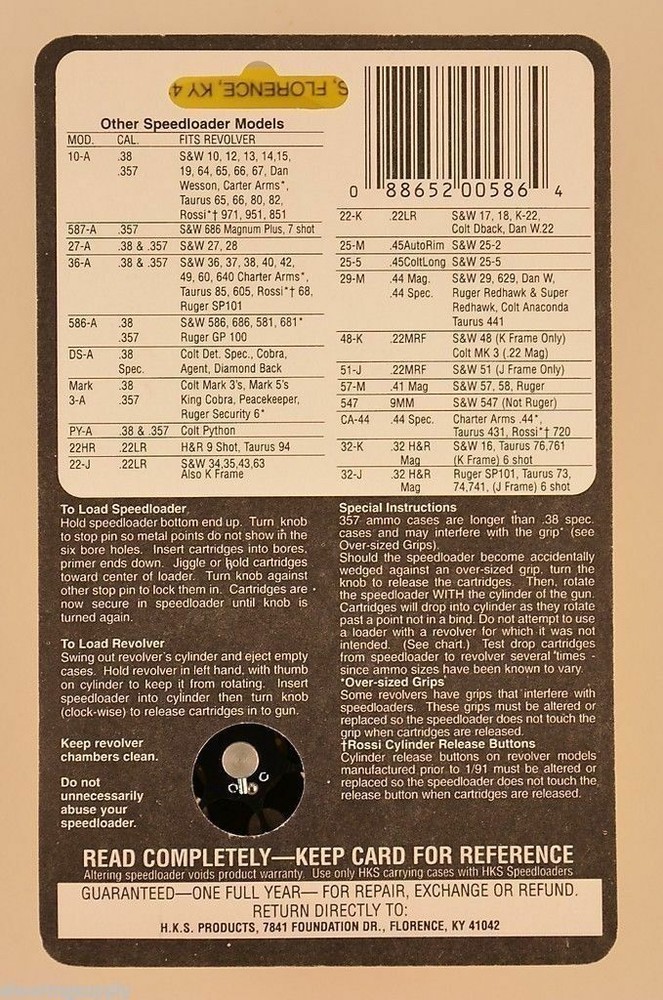 S, FLORENCE, KY 4
Other Speedloader Models
MOD. CAL. FITS REVOLVER
10-A .38 S&W 10, 12, 13, 14,15,
.357 19, 64, 65, 66, 67, Dan
Wesson, Carter Arms*,
Taurus 65, 66, 80, 82,
Rossi*† 971, 951, 851
587-A .357 S&W 686 Magnum Plus, 7 shot
27-A .38 & .357 S&W 27, 28
36-A .38 & .357 S&W 36, 37, 38, 40, 42,
49, 60, 640 Charter Arms*,
Taurus 85, 605, Rossi*† 68,
Ruger SP101
586-A .38 S&W 586, 686, 581, 681*
.357 Ruger GP 100
DS-A .38 Colt Det. Spec., Cobra,
Spec. Agent, Diamond Back
Mark .38 Colt Mark 3's, Mark 5's
3-A .357 King Cobra, Peacekeeper,
Ruger Security 6*
PY-A .38 & .357 Colt Python
22HR .22LR H&R 9 Shot, Taurus 94
22-J .22LR S&W 34,35,43,63
Also K Frame
0 88652 00586 4
22-K .22LR S&W 17, 18, K-22,
Colt Dback, Dan W.22
25-M .45AutoRim S&W 25-2
25-5 .45ColtLong S&W 25-5
29-M .44 Mag. S&W 29, 629, Dan W,
.44 Spec. Ruger Redhawk & Super
Redhawk, Colt Anaconda
Taurus 441
48-K .22MRF S&W 48 (K Frame Only)
Colt MK 3 (.22 Mag)
51-J .22MRF S&W 51 (J Frame Only)
57-M .41 Mag S&W 57, 58, Ruger
547 9MM S&W 547 (Not Ruger)
CA-44 .44 Spec. Charter Arms .44*,
Taurus 431, Rossi*† 720
32-K .32 H&R S&W 16, Taurus 76,761
Mag (K Frame) 6 shot
32-J .32 H&R Ruger SP101, Taurus 73,
Mag 74,741, (J Frame) 6 shot
To Load Speedloader
Hold speedloader bottom end up. Turn knob
to stop pin so metal points do not show in the
six bore holes. Insert cartridges into bores,
primer ends down. Jiggle or hold cartridges
toward center of loader. Turn knob against
other stop pin to lock them in. Cartridges are
now secure in speedloader until knob is
turned again.
To Load Revolver
Swing out revolver's cylinder and eject empty
cases. Hold revolver in left hand, with thumb
on cylinder to keep it from rotating. Insert
speedloader into cylinder then turn knob
(clock-wise) to release cartridges in to gun.
Keep revolver
chambers clean.
Do not
unnecessarily
abuse your
speedloader.
Special Instructions
357 ammo cases are longer than .38 spec.
cases and may interfere with the grip* (see
Over-sized Grips).
Should the speedloader become accidentally
wedged against an over-sized grip, turn the
knob to release the cartridges. Then, rotate
the speedloader WITH the cylinder of the gun.
Cartridges will drop into cylinder as they rotate
past a point not in a bind. Do not attempt to use
a loader with a revolver for which it was not
intended. (See chart.) Test drop cartridges
from speedloader to revolver several times -
since ammo sizes have been known to vary.
*Over-sized Grips
Some revolvers have grips that interfere with
speedloaders. These grips must be altered or
replaced so the speedloader does not touch the
grip when cartridges are released.
†Rossi Cylinder Release Buttons
Cylinder release buttons on revolver models
manufactured prior to 1/91 must be altered or
replaced so the speedloader does not touch the
release button when cartridges are released.
READ COMPLETELY—KEEP CARD FOR REFERENCE
Altering speedloader voids product warranty. Use only HKS carrying cases with HKS Speedloaders
GUARANTEED—ONE FULL YEAR— FOR REPAIR, EXCHANGE OR REFUND.
RETURN DIRECTLY TO:
H.K.S. PRODUCTS, 7841 FOUNDATION DR., FLORENCE, KY 41042